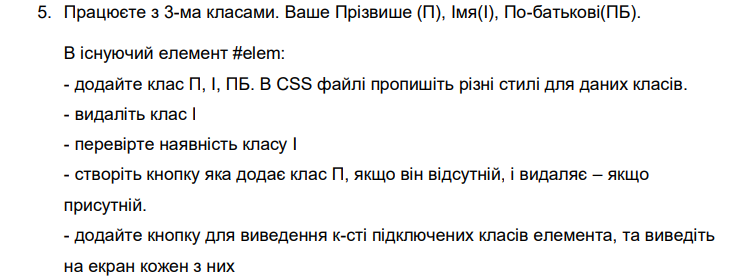 5. Працюєте з 3-ма класами. Ваше Прізвише (П), Імя(І), По-батькові(ПБ).
В існуючий елемент #elem:
- додайте клас П, І, ПБ. В CSS файлі пропишіть різні стилі для даних класів.
- видаліть клас І
- перевірте наявність класу І
- створіть кнопку яка додає клас П, якщо він відсутній, і видаляє – якщо
присутній.
- додайте кнопку для виведення к-сті підключених класів елемента, та виведіть
на екран кожен з них